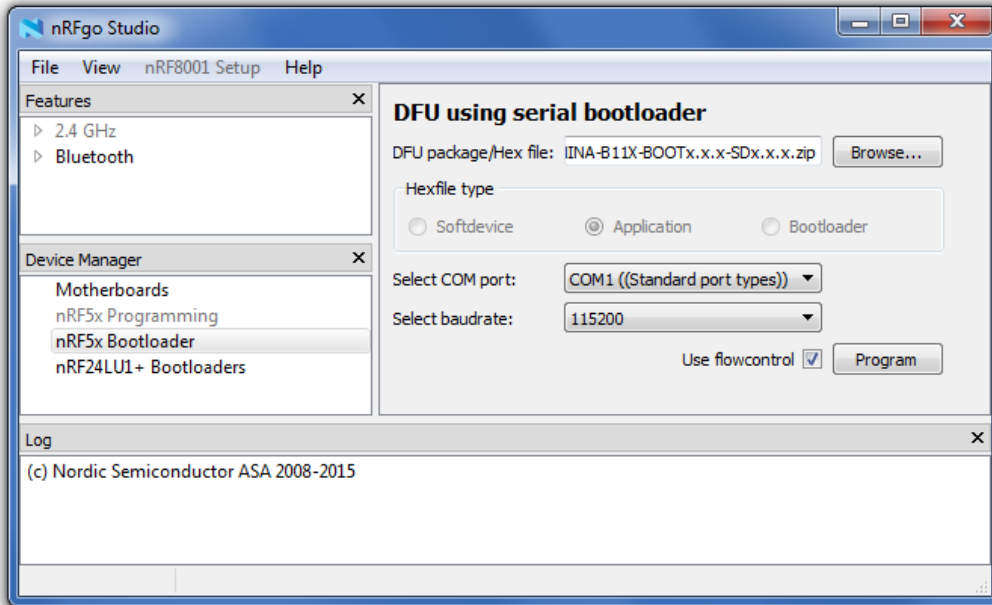 nRFgo Studio
File View nRF8001 Setup Help
Features
2.4 GHz
Bluetooth
Device Manager
Motherboards
nRF5x Programming
nRF5x Bootloader
nRF24LU1+ Bootloaders
DFU using serial bootloader
DFU package/Hex file: INA-B11X-BOOTx.x.x-SDx.x.x.zip Browse...
Hexfile type
Softdevice Application Bootloader
Select COM port: COM1 ((Standard port types))
Select baudrate: 115200
Use flowcontrol Program
Log
(c) Nordic Semiconductor ASA 2008-2015